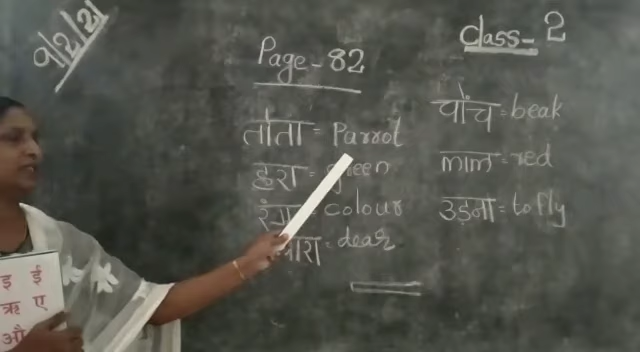 9/2/21
Page-82
class-2
तोता = Parrot
हरा = green
रंग = colour
= dear
चोंच = beak
लाल = red
उड़ना = to fly
इ ई
ऋ ए
औ